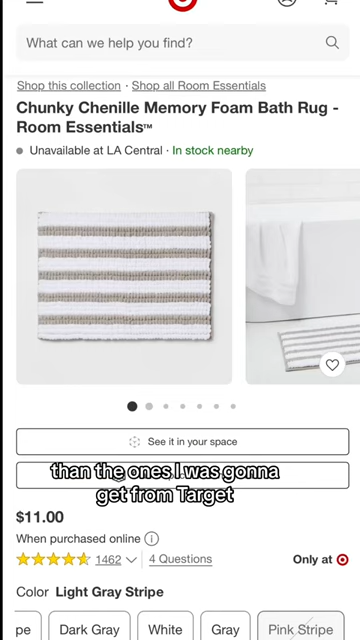 What can we help you find?
Shop this collection · Shop all Room Essentials
Chunky Chenille Memory Foam Bath Rug -
Room Essentials™
Unavailable at LA Central · In stock nearby
See it in your space
than the ones I was gonna
get from Target
$11.00
When purchased online
1462
4 Questions
Only at
Color Light Gray Stripe
pe
Dark Gray
White
Gray
Pink Stripe